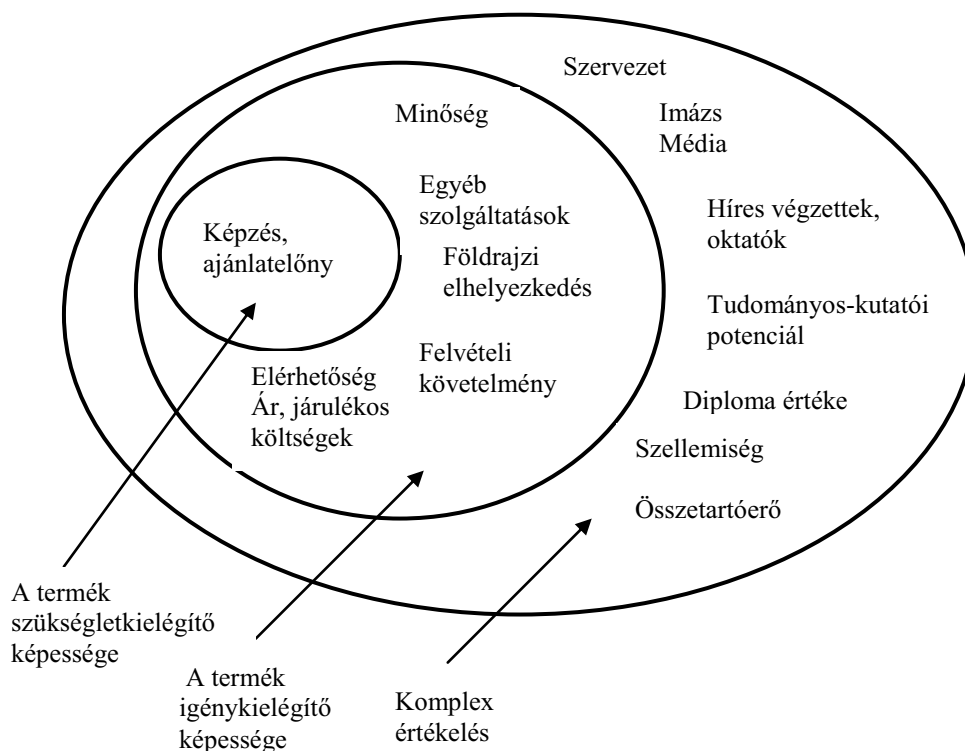 Szervezet
Minőség
Imázs
Média
Egyéb
szolgáltatások
Híres végzettek,
oktatók
Képzés,
ajánlatelőny
Földrajzi
elhelyezkedés
Tudományos-kutatói
potenciál
Felvételi
követelmény
Elérhetőség
Ár, járulékos
költségek
Diploma értéke
Szellemiség
Összetartóerő
A termék
szükségletkielégítő
képessége
A termék
igénykielégítő
képessége
Komplex
értékelés